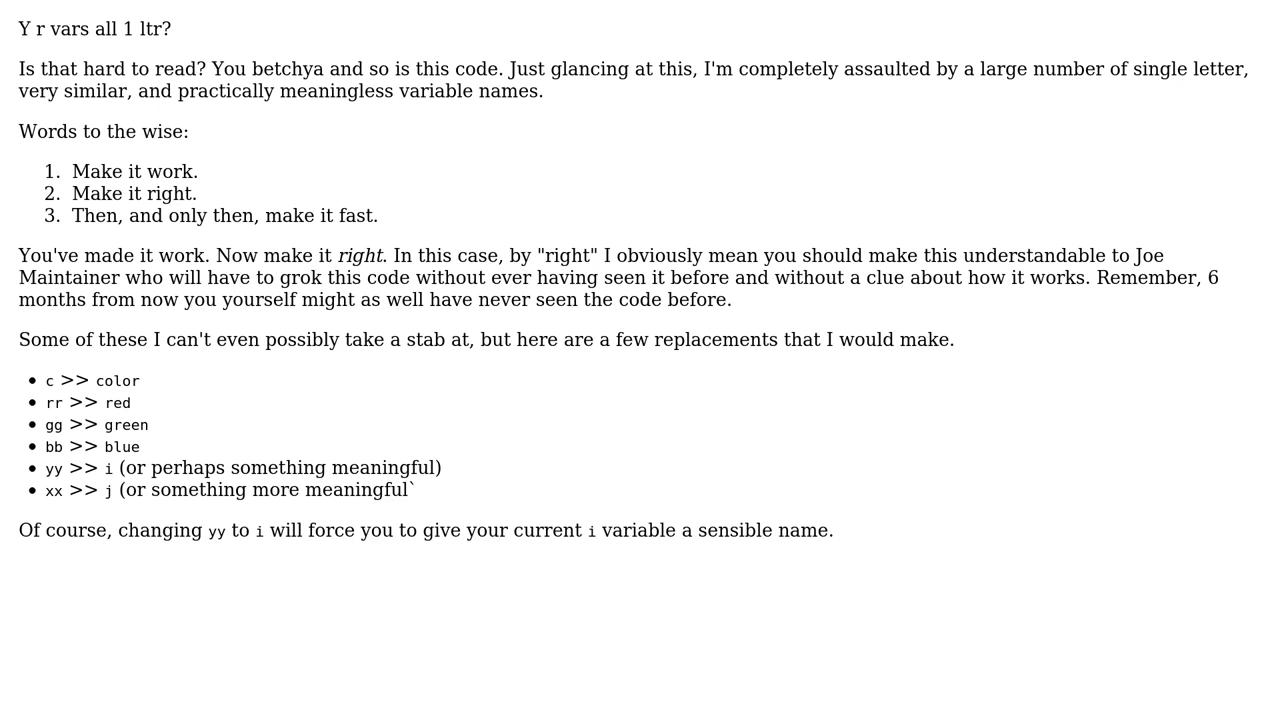 Y r vars all 1 ltr?
Is that hard to read? You betchya and so is this code. Just glancing at this, I'm completely assaulted by a large number of single letter,
very similar, and practically meaningless variable names.
Words to the wise:
1. Make it work.
2. Make it right.
3. Then, and only then, make it fast.
You've made it work. Now make it right. In this case, by "right" I obviously mean you should make this understandable to Joe
Maintainer who will have to grok this code without ever having seen it before and without a clue about how it works. Remember, 6
months from now you yourself might as well have never seen the code before.
Some of these I can't even possibly take a stab at, but here are a few replacements that I would make.
• c >> color
• rr >> red
• gg >> green
• bb >> blue
• yy >> i (or perhaps something meaningful)
• xx >> j (or something more meaningful`
Of course, changing yy to i will force you to give your current i variable a sensible name.